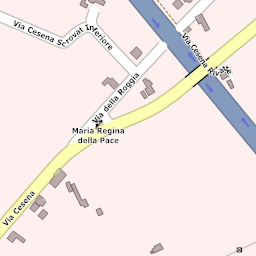 Via Cesena Scrovat Inferiore
Via Cesena Rivale
Via della Roggia
Maria Regina
della Pace
Via Cesena